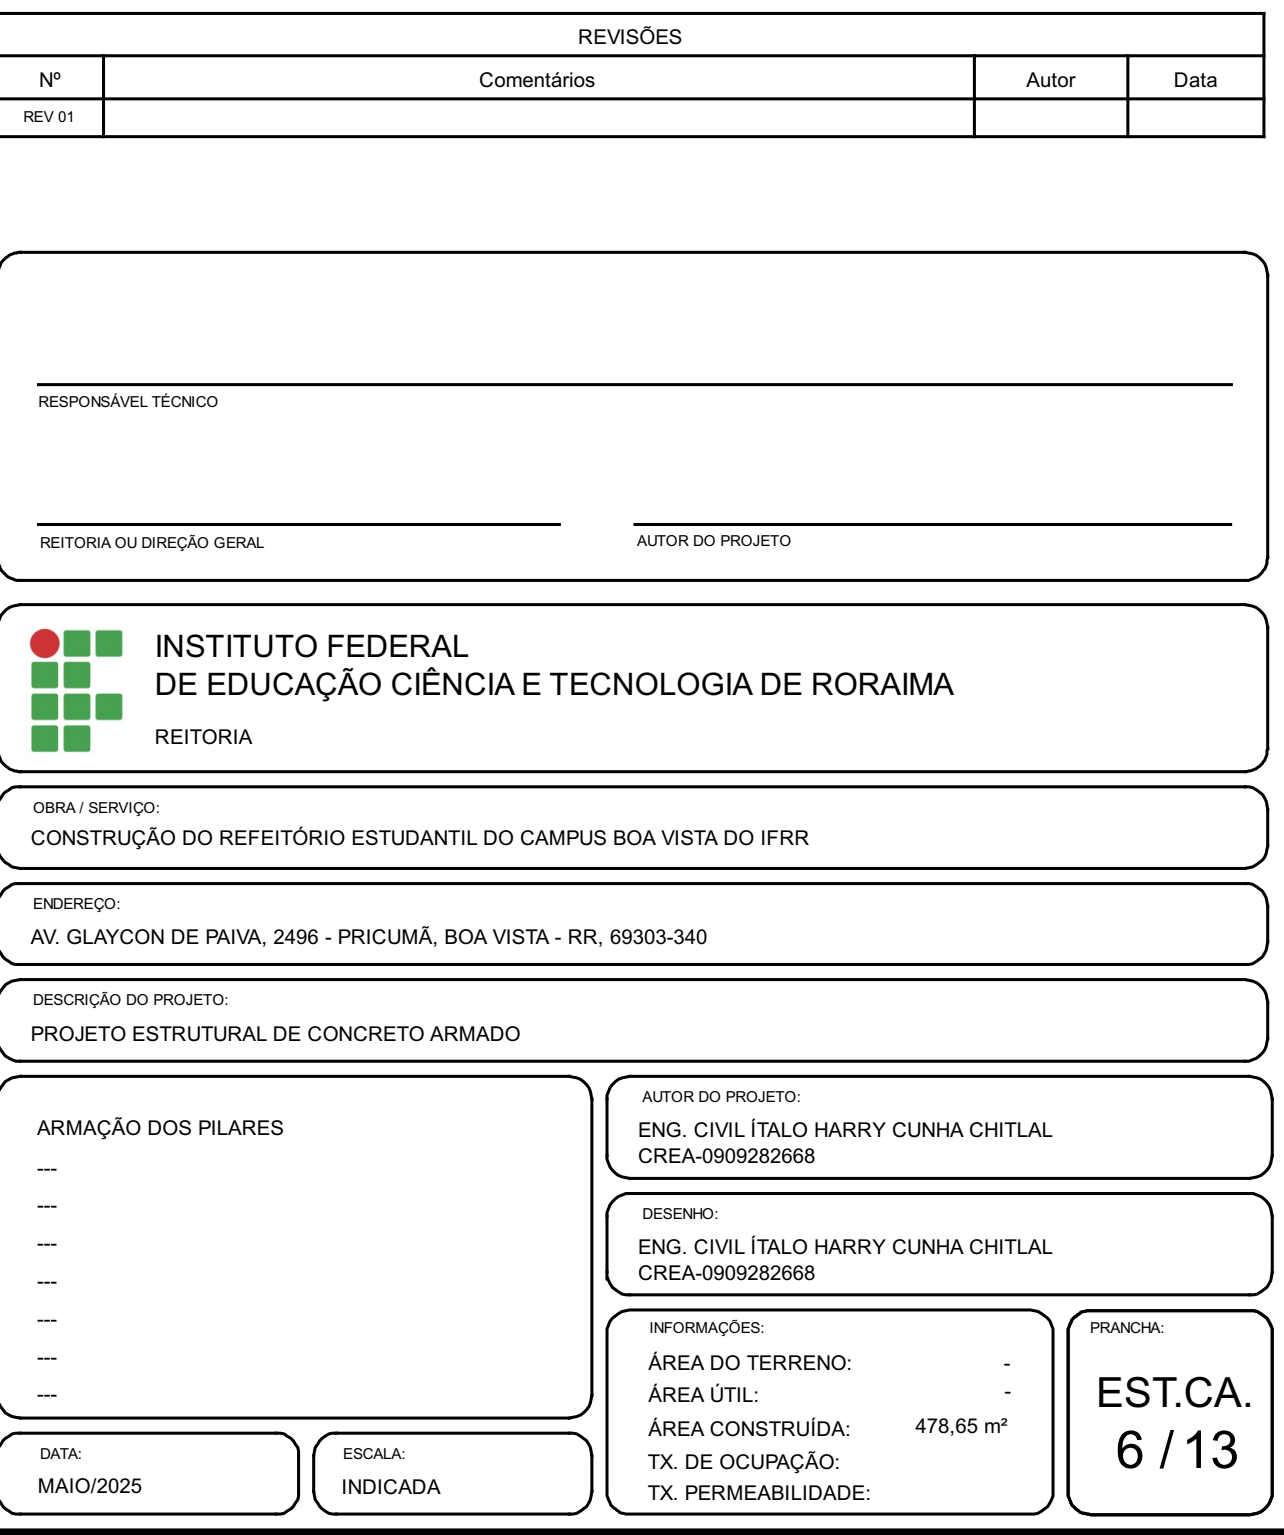 REVISÕES
Nº Comentários Autor Data
REV 01
RESPONSÁVEL TÉCNICO
REITORIA OU DIREÇÃO GERAL
AUTOR DO PROJETO
INSTITUTO FEDERAL
DE EDUCAÇÃO CIÊNCIA E TECNOLOGIA DE RORAIMA
REITORIA
OBRA / SERVIÇO:
CONSTRUÇÃO DO REFEITÓRIO ESTUDANTIL DO CAMPUS BOA VISTA DO IFRR
ENDEREÇO:
AV. GLAYCON DE PAIVA, 2496 - PRICUMÃ, BOA VISTA - RR, 69303-340
DESCRIÇÃO DO PROJETO:
PROJETO ESTRUTURAL DE CONCRETO ARMADO
ARMAÇÃO DOS PILARES
---
---
---
---
---
---
---
AUTOR DO PROJETO:
ENG. CIVIL ÍTALO HARRY CUNHA CHITLAL
CREA-0909282668
DESENHO:
ENG. CIVIL ÍTALO HARRY CUNHA CHITLAL
CREA-0909282668
DATA:
MAIO/2025
ESCALA:
INDICADA
INFORMAÇÕES:
ÁREA DO TERRENO: -
ÁREA ÚTIL: -
ÁREA CONSTRUÍDA: 478,65 m²
TX. DE OCUPAÇÃO:
TX. PERMEABILIDADE:
PRANCHA:
EST.CA.
6 / 13